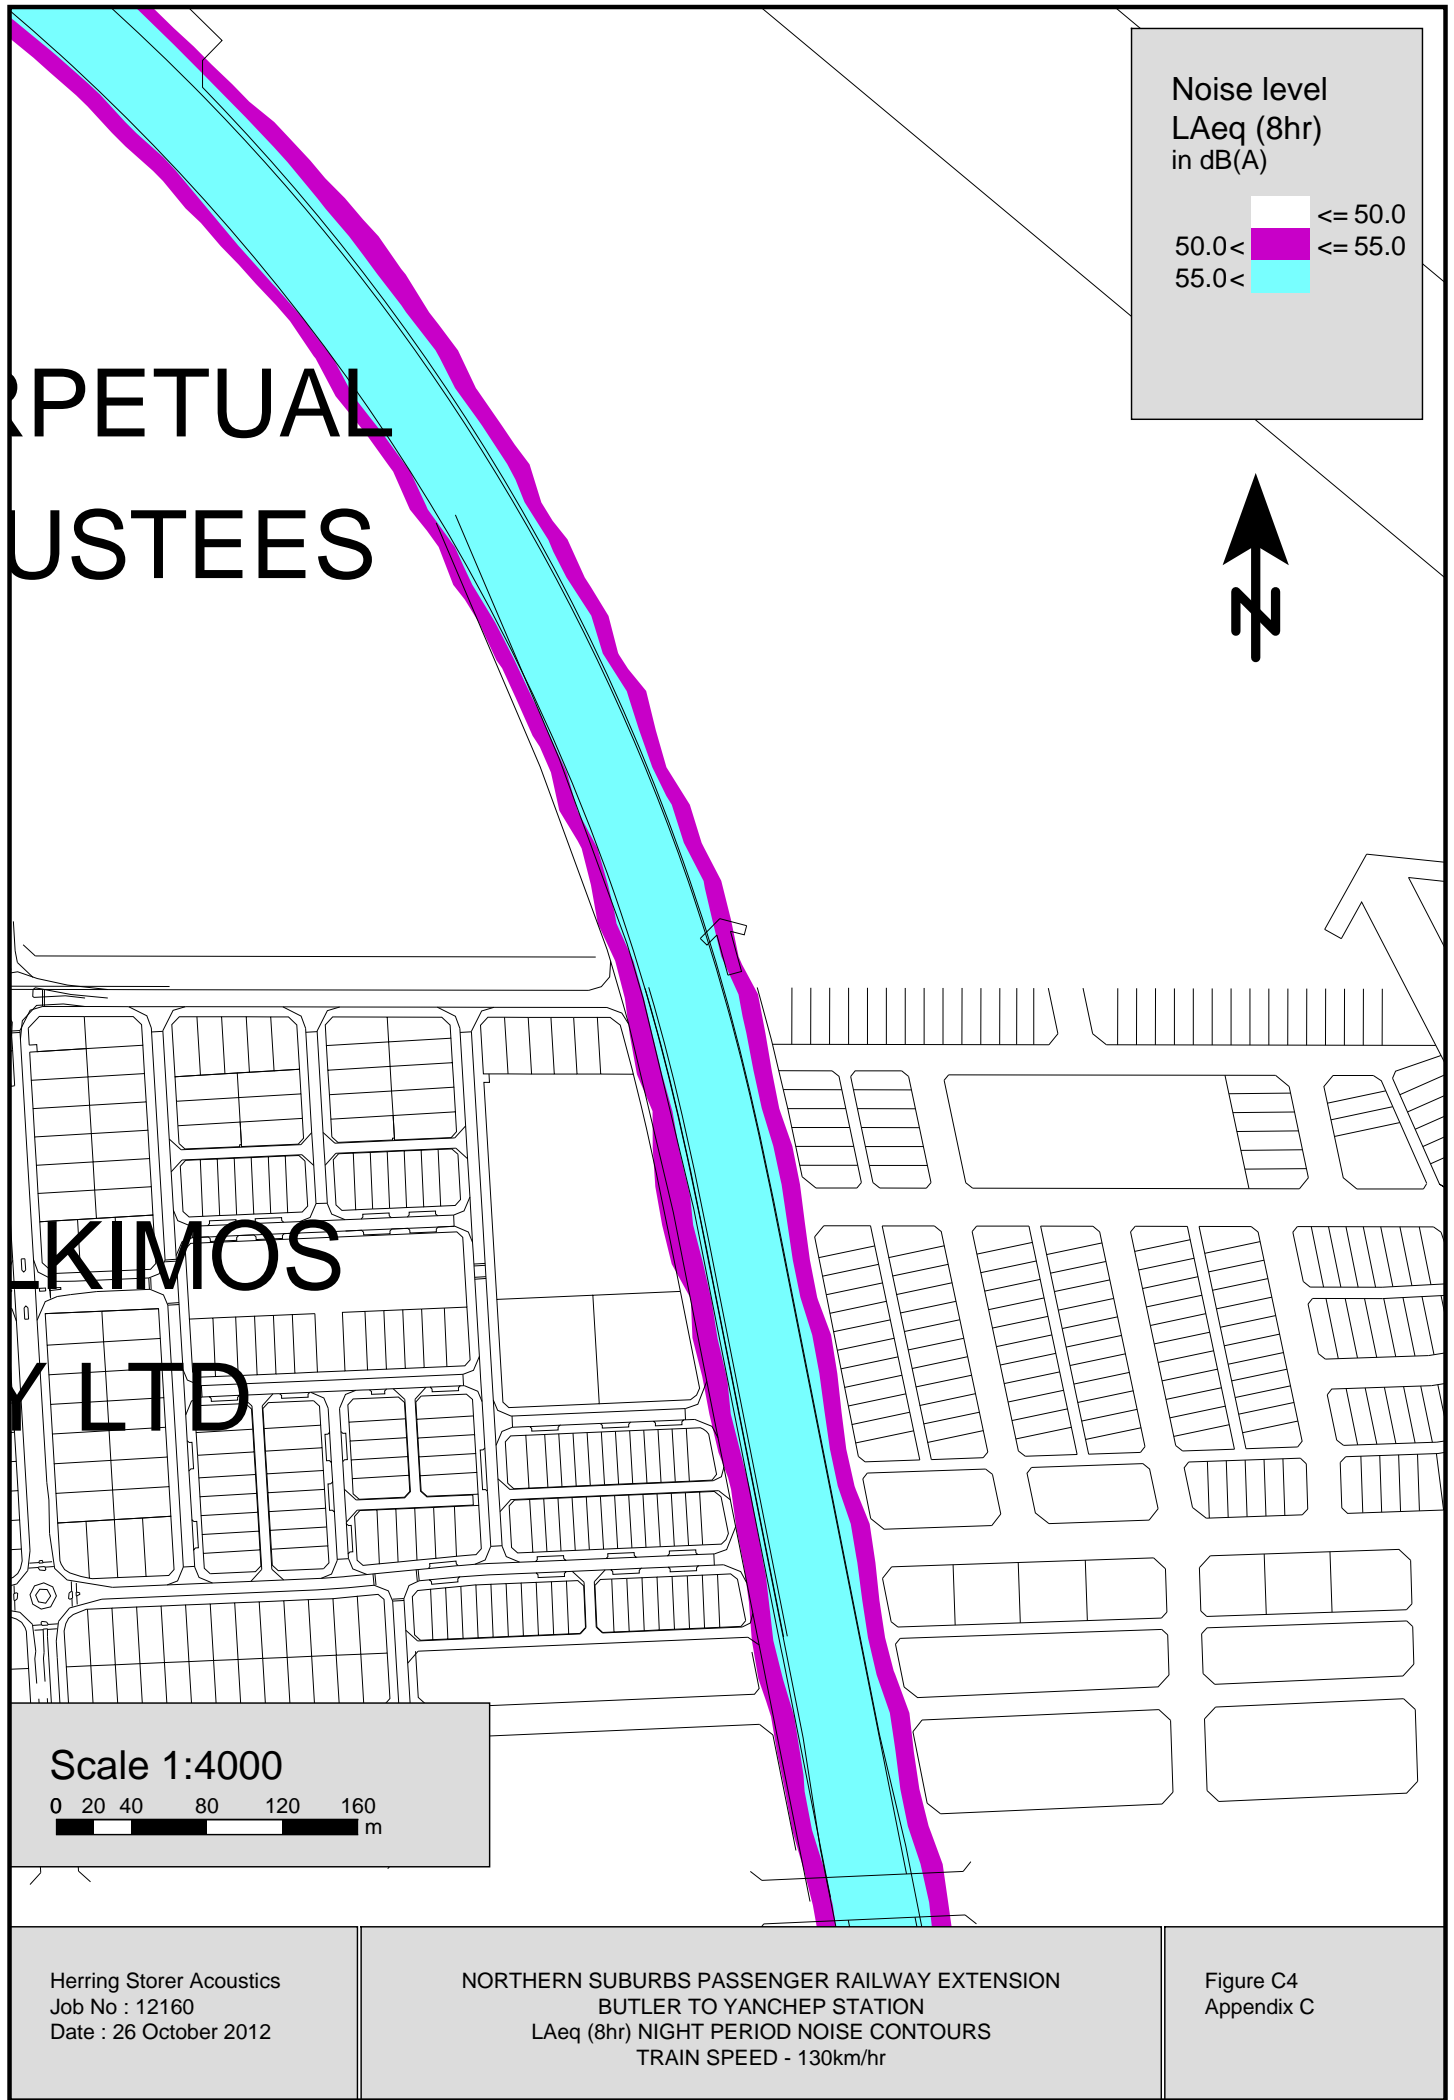 Noise level
LAeq (8hr)
in dB(A)
<= 50.0
50.0< <= 55.0
55.0<
RPETUAL
USTEES
N
LKIMOS
Y LTD
Scale 1:4000
0 20 40 80 120 160
m
Herring Storer Acoustics
Job No : 12160
Date : 26 October 2012
NORTHERN SUBURBS PASSENGER RAILWAY EXTENSION
BUTLER TO YANCHEP STATION
LAeq (8hr) NIGHT PERIOD NOISE CONTOURS
TRAIN SPEED - 130km/hr
Figure C4
Appendix C